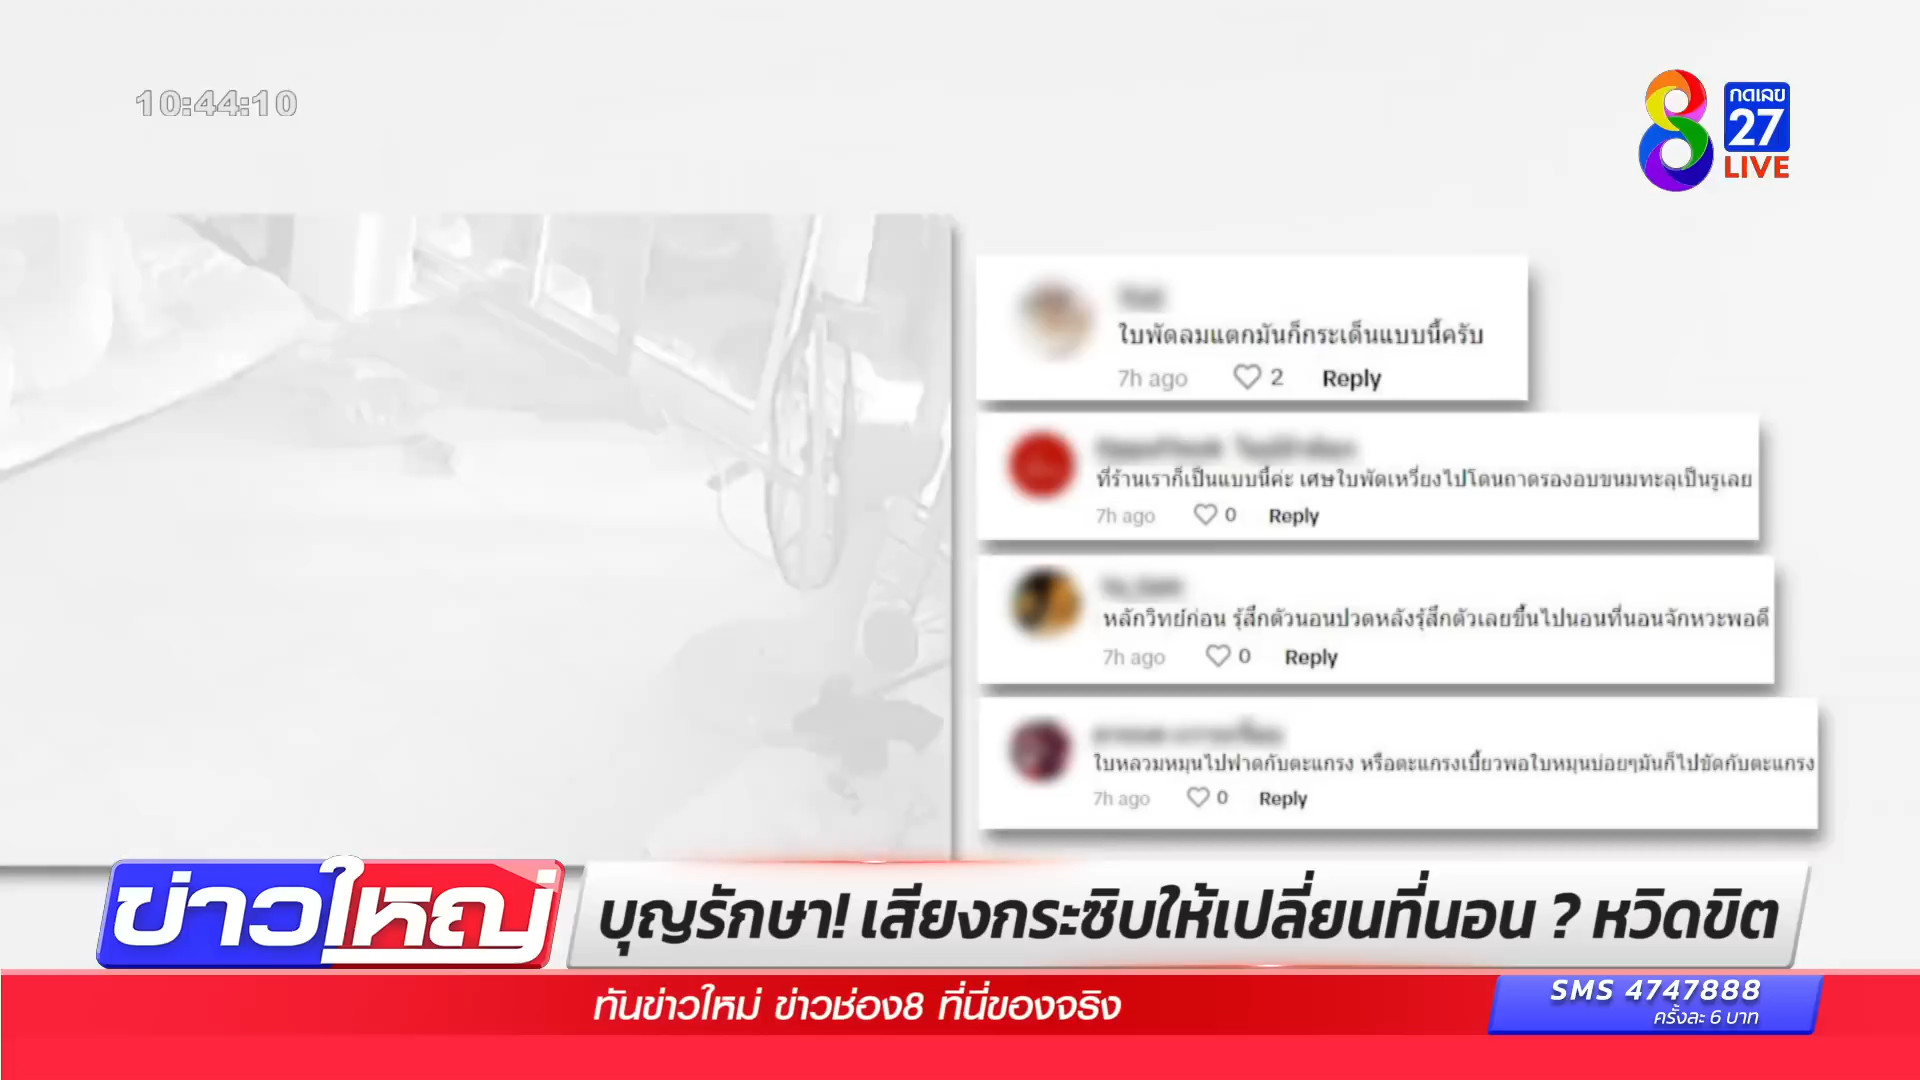 10:44:10
กดเลข
27
LIVE
ใบพัดลมแตกมันก็กระเด็นแบบนี้ครับ
7h ago 2 Reply
ที่ร้านเราก็เป็นแบบนี้ค่ะ เศษใบพัดเหวี่ยงไปโดนถาดรองอบขนมทะลุเป็นรูเลย
7h ago 0 Reply
หลักวิทย์ก่อน รุ้สึกตัวนอนปวดหลังรุ้สึกตัวเลยขึ้นไปนอนที่นอนจักหวะพอดี
7h ago 0 Reply
ใบหลวมหมุนไปฟาดกับตะแกรง หรือตะแกรงเบี้ยวพอใบหมุนบ่อยๆมันก็ไปขัดกับตะแกรง
7h ago 0 Reply
ข่าวใหญ่
บุญรักษา! เสียงกระซิบให้เปลี่ยนที่นอน ? หวิดขิต
ทันข่าวใหม่ ข่าวช่อง8 ที่นี่ของจริง
SMS 4747888
ครั้งละ 6 บาท